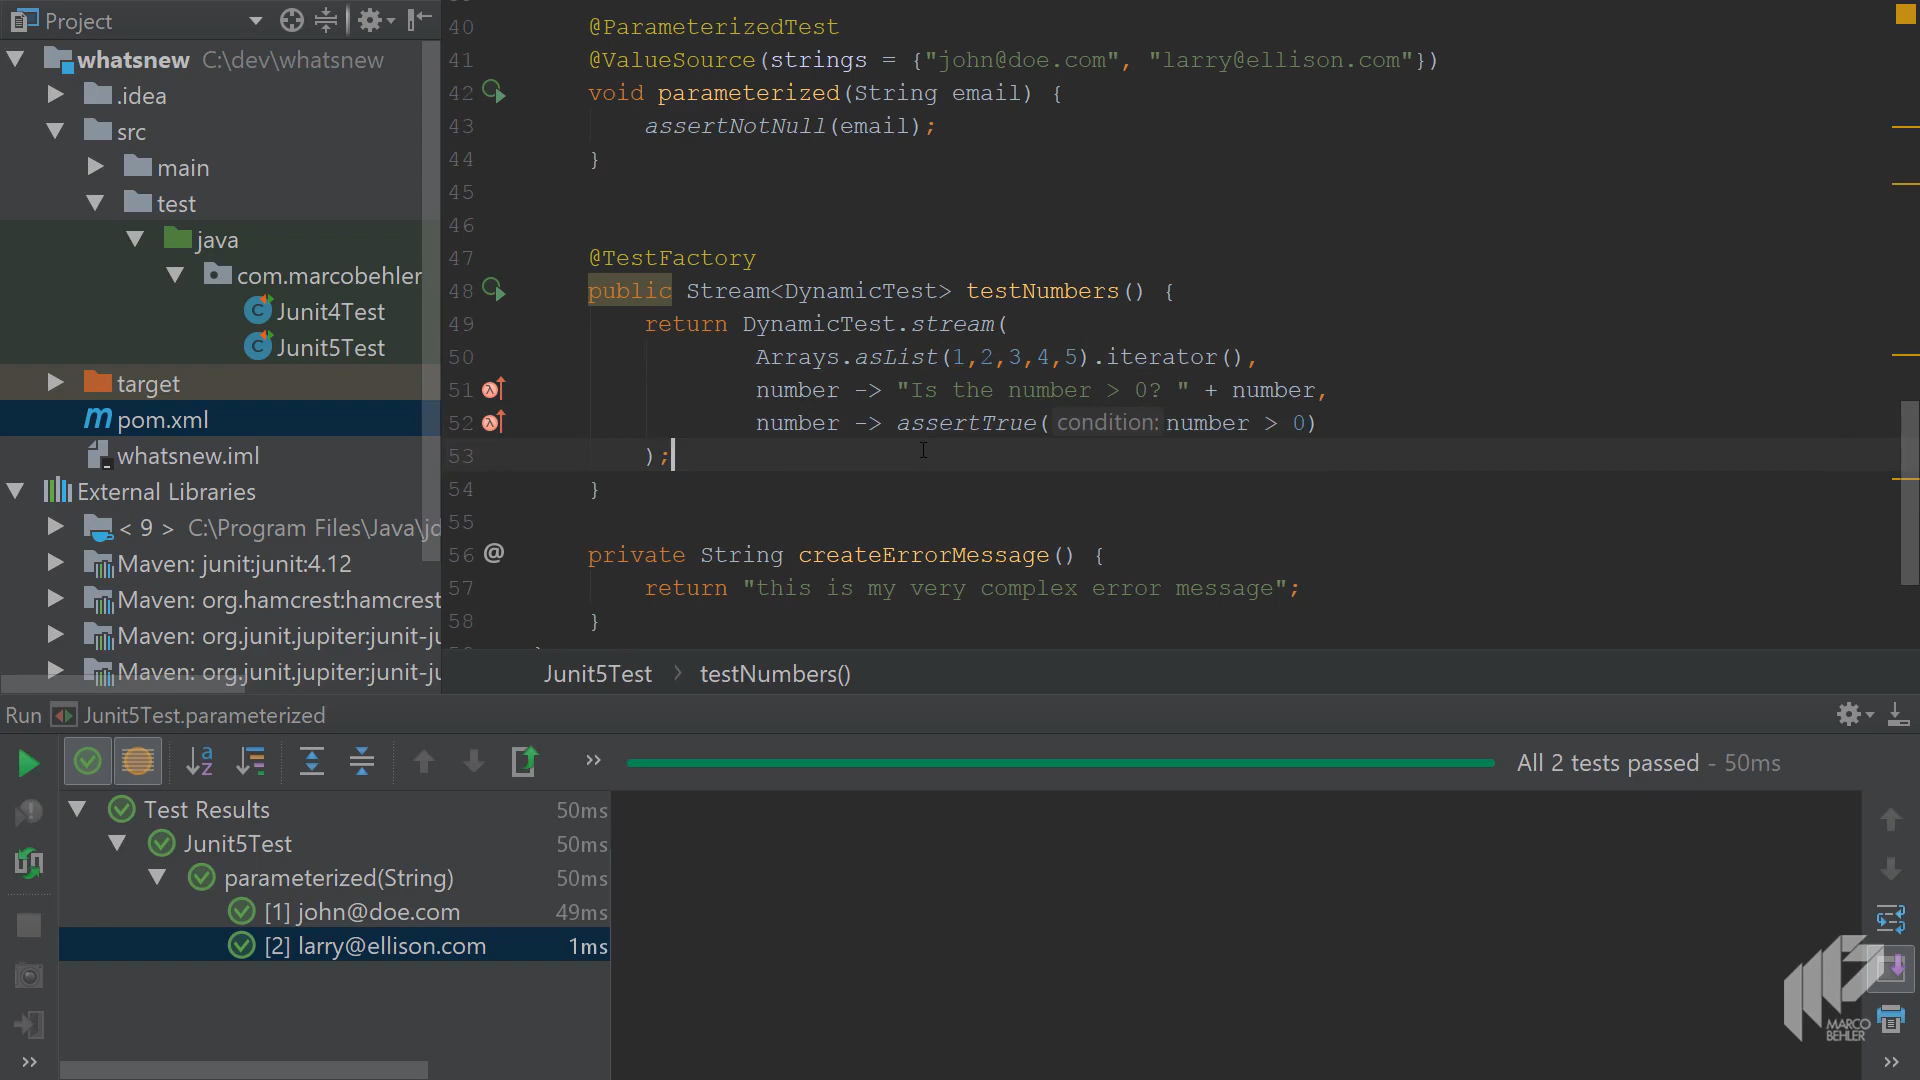 Project
whatsnew C:\dev\whatsnew
.idea
src
main
test
java
com.marcobehler
Junit4Test
Junit5Test
target
pom.xml
whatsnew.iml
External Libraries
< 9 > C:\Program Files\Java\jd
Maven: junit:junit:4.12
Maven: org.hamcrest:hamcrest
Maven: org.junit.jupiter:junit-ju
Maven: org.junit.jupiter:junit-ju
40 @ParameterizedTest
41 @ValueSource(strings = {"john@doe.com", "larry@ellison.com"})
42 void parameterized(String email) {
43 assertNotNull(email);
44 }
45
46
47 @TestFactory
48 public Stream<DynamicTest> testNumbers() {
49 return DynamicTest.stream(
50 Arrays.asList(1,2,3,4,5).iterator(),
51 number -> "Is the number > 0? " + number,
52 number -> assertTrue( condition: number > 0)
53 );
54 }
55
56 @ private String createErrorMessage() {
57 return "this is my very complex error message";
58 }
Junit5Test > testNumbers()
Run Junit5Test.parameterized
All 2 tests passed - 50ms
Test Results 50ms
Junit5Test 50ms
parameterized(String) 50ms
[1] john@doe.com 49ms
[2] larry@ellison.com 1ms
MARCO
BEHLER